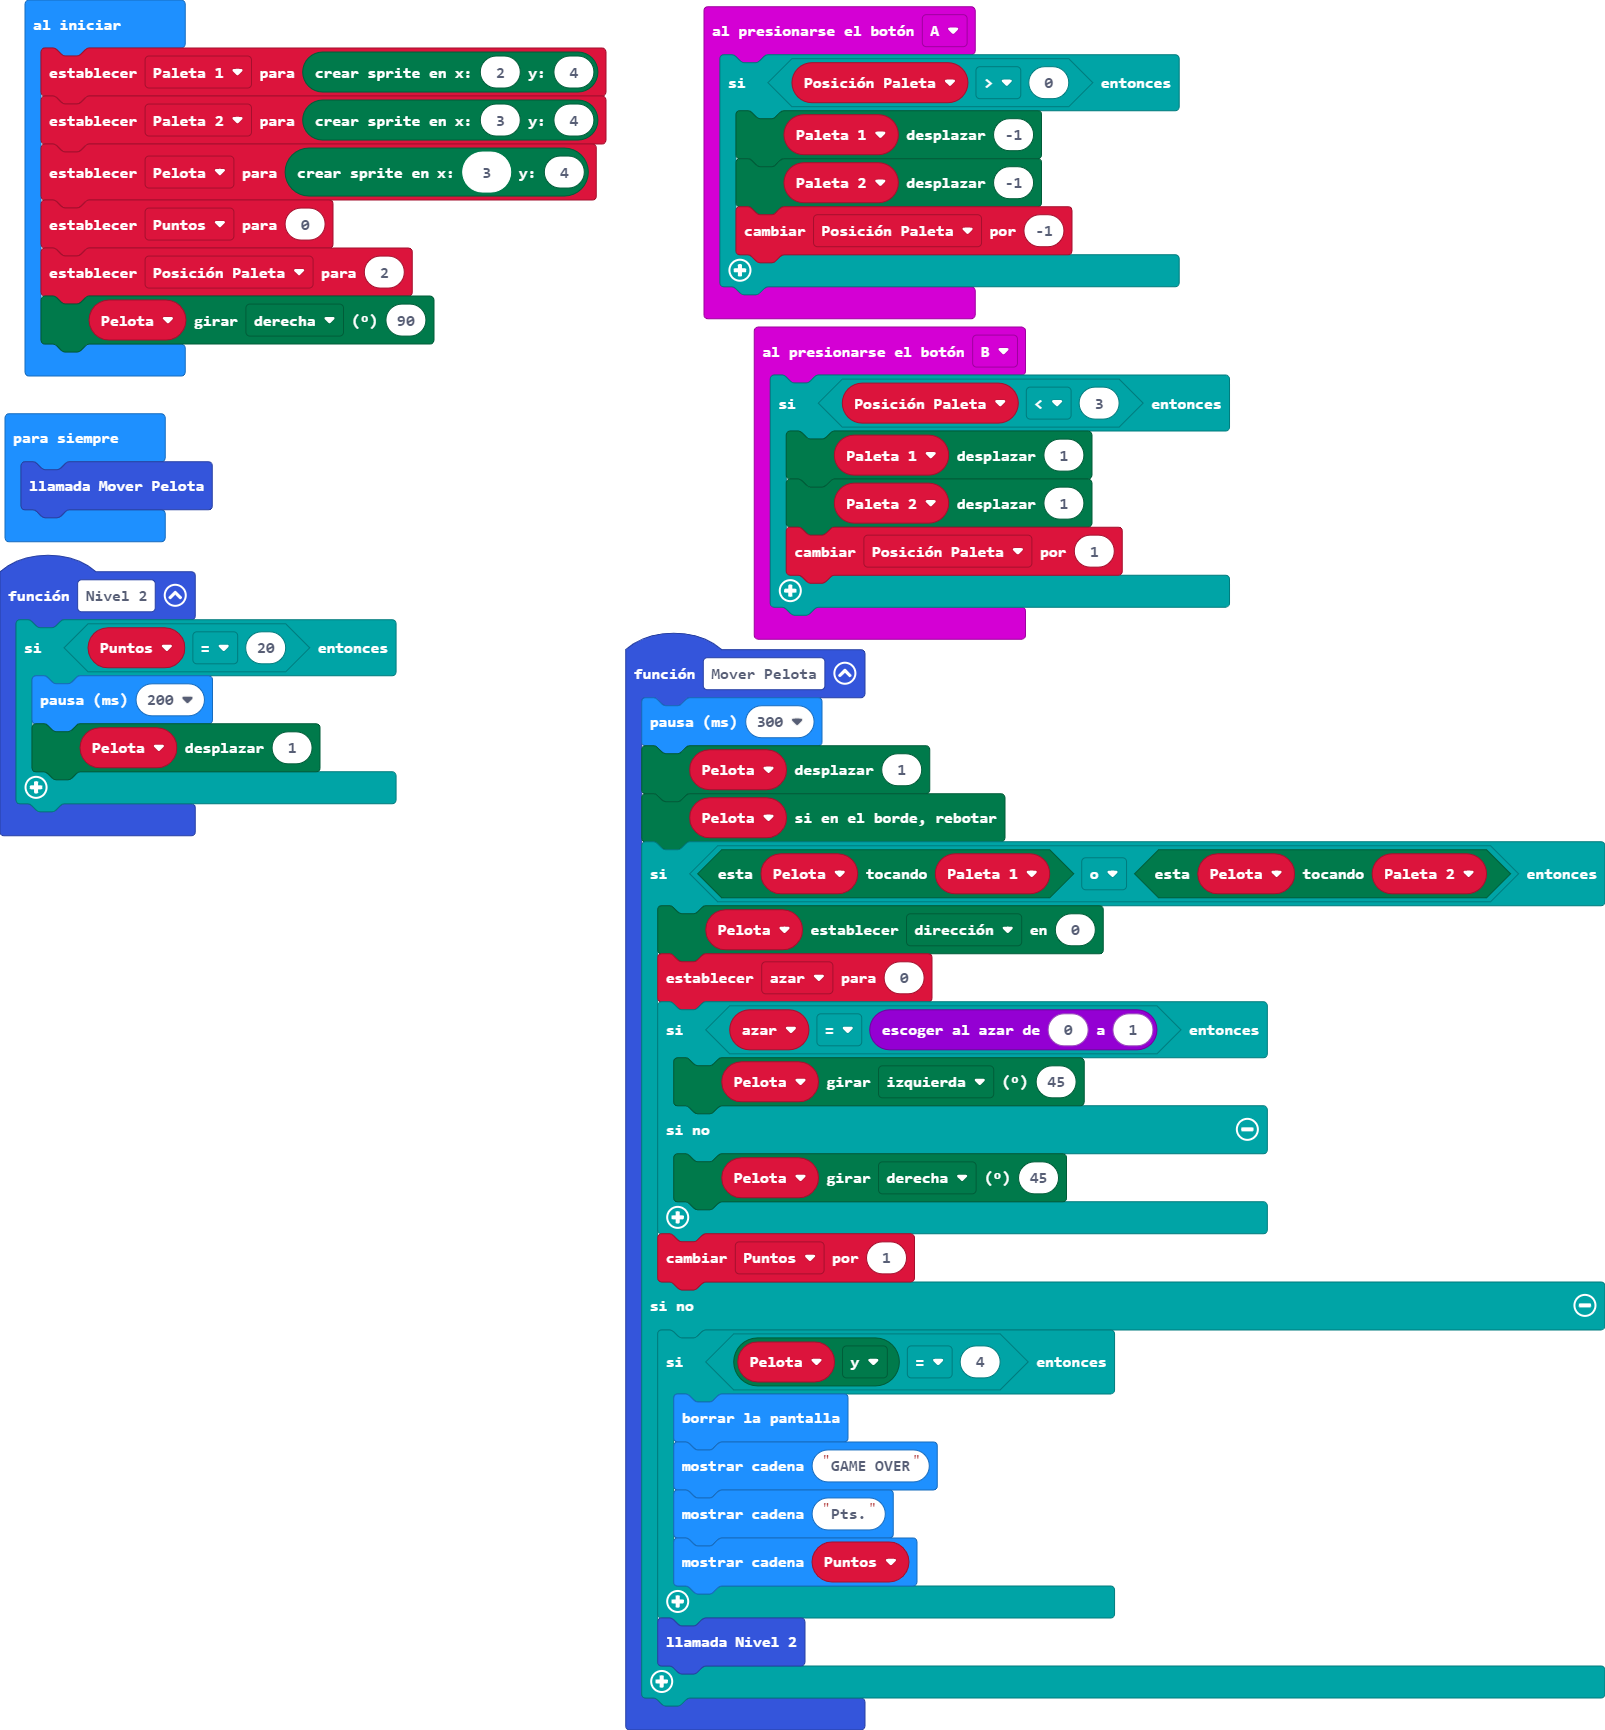 al iniciar
establecer Paleta 1 para crear sprite en x: 2 y: 4
establecer Paleta 2 para crear sprite en x: 3 y: 4
establecer Pelota para crear sprite en x: 3 y: 4
establecer Puntos para 0
establecer Posición Paleta para 2
Pelota girar derecha (º) 90
para siempre
llamada Mover Pelota
función Nivel 2
si Puntos = 20 entonces
pausa (ms) 200
Pelota desplazar 1
al presionarse el botón A
si Posición Paleta > 0 entonces
Paleta 1 desplazar -1
Paleta 2 desplazar -1
cambiar Posición Paleta por -1
al presionarse el botón B
si Posición Paleta < 3 entonces
Paleta 1 desplazar 1
Paleta 2 desplazar 1
cambiar Posición Paleta por 1
función Mover Pelota
pausa (ms) 300
Pelota desplazar 1
Pelota si en el borde, rebotar
si esta Pelota tocando Paleta 1 o esta Pelota tocando Paleta 2 entonces
Pelota establecer dirección en 0
establecer azar para 0
si azar = escoger al azar de 0 a 1 entonces
Pelota girar izquierda (º) 45
si no
Pelota girar derecha (º) 45
cambiar Puntos por 1
si no
si Pelota y = 4 entonces
borrar la pantalla
mostrar cadena "GAME OVER"
mostrar cadena "Pts."
mostrar cadena Puntos
llamada Nivel 2